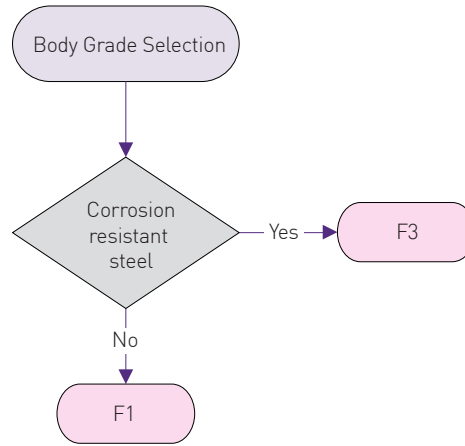 Body Grade Selection
Corrosion
resistant
steel
Yes
F3
No
F1